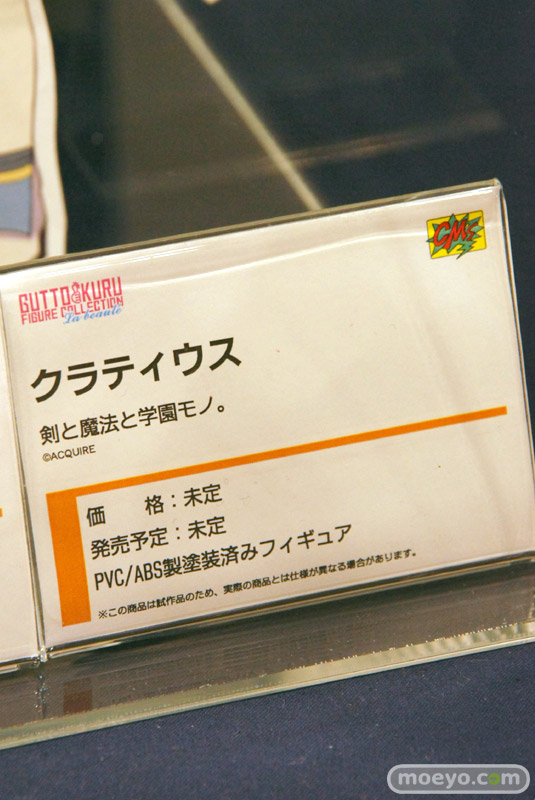 CMs
GUTTO KURU
FIGURE COLLECTION
La beauté
クラティウス
剣と魔法と学園モノ。
©ACQUIRE
価　格：未定
発売予定：未定
PVC/ABS製塗装済みフィギュア
※この商品は試作品のため、実際の商品とは仕様が異なる場合があります。
moeyo.com